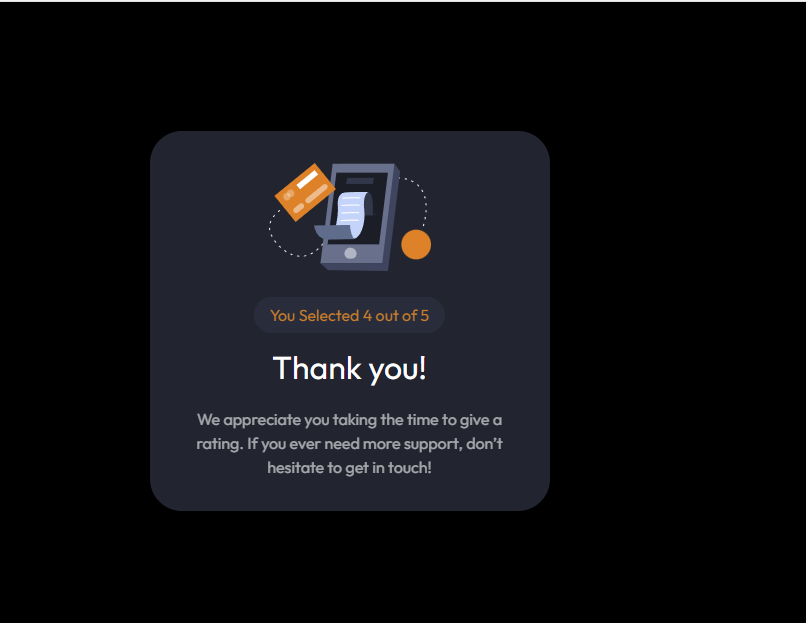 You Selected 4 out of 5
Thank you!
We appreciate you taking the time to give a
rating. If you ever need more support, don’t
hesitate to get in touch!